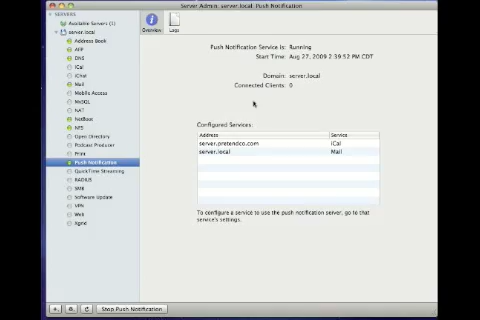 Server Admin: server.local: Push Notification
SERVERS
Available Servers (1)
server.local
Address Book
AFP
DNS
iCal
iChat
Mail
Mobile Access
MySQL
NAT
NetBoot
NFS
Open Directory
Podcast Producer
Print
Push Notification
QuickTime Streaming
RADIUS
SMB
Software Update
VPN
Web
Xgrid
Overview
Logs
Push Notification Service is: Running
Start Time: Aug 27, 2009 2:39:52 PM CDT
Domain: server.local
Connected Clients: 0
Configured Services:
Address Service
server.pretendco.com iCal
server.local Mail
To configure a service to use the push notification server, go to that
service's settings.
Stop Push Notification